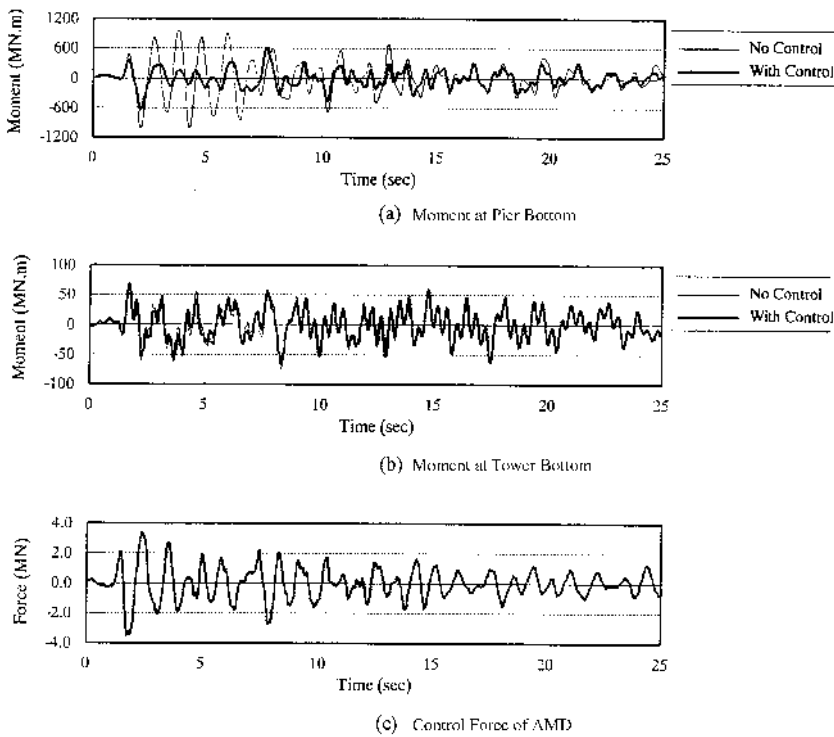 1200
600
0
-600
-1200
Moment (MN.m)
0 5 10 15 20 25
Time (sec)
No Control
With Control
(a) Moment at Pier Bottom
100
50
0
-50
-100
Moment (MN.m)
0 5 10 15 20 25
Time (sec)
No Control
With Control
(b) Moment at Tower Bottom
4.0
2.0
0.0
-2.0
-4.0
Force (MN)
0 5 10 15 20 25
Time (sec)
(c) Control Force of AMD